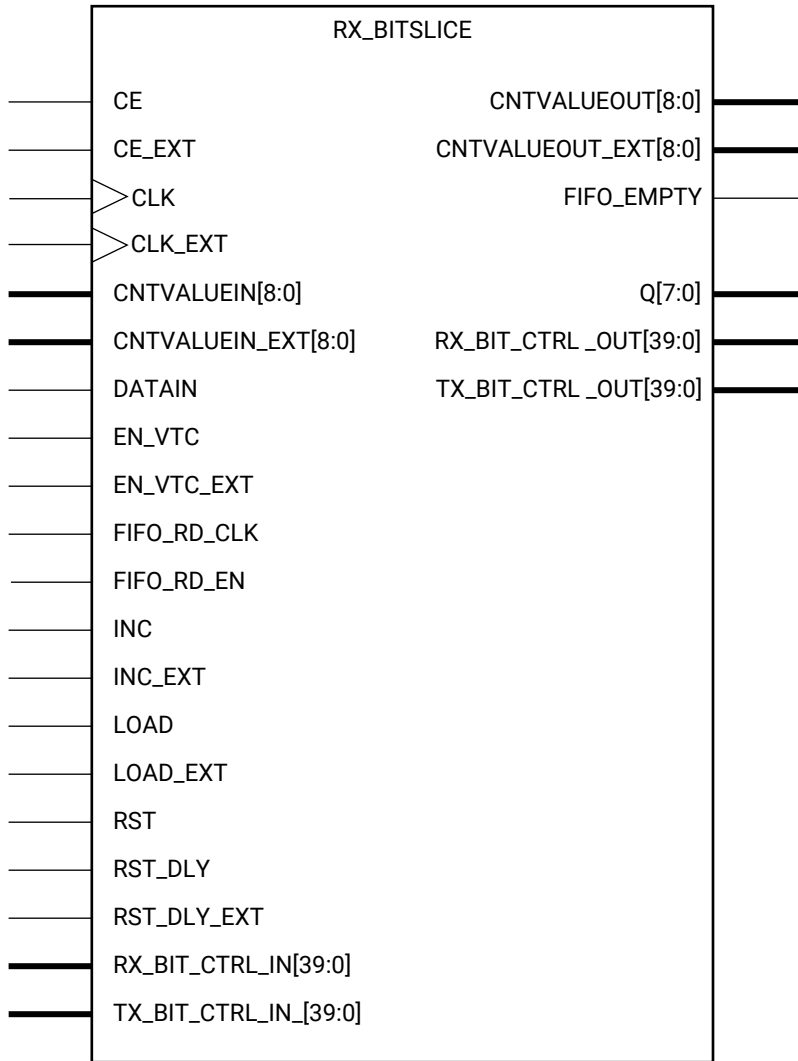 RX_BITSLICE
CE
CNTVALUEOUT[8:0]
CE_EXT
CNTVALUEOUT_EXT[8:0]
CLK
FIFO_EMPTY
CLK_EXT
CNTVALUEIN[8:0]
Q[7:0]
CNTVALUEIN_EXT[8:0]
RX_BIT_CTRL _OUT[39:0]
DATAIN
TX_BIT_CTRL _OUT[39:0]
EN_VTC
EN_VTC_EXT
FIFO_RD_CLK
FIFO_RD_EN
INC
INC_EXT
LOAD
LOAD_EXT
RST
RST_DLY
RST_DLY_EXT
RX_BIT_CTRL_IN[39:0]
TX_BIT_CTRL_IN_[39:0]